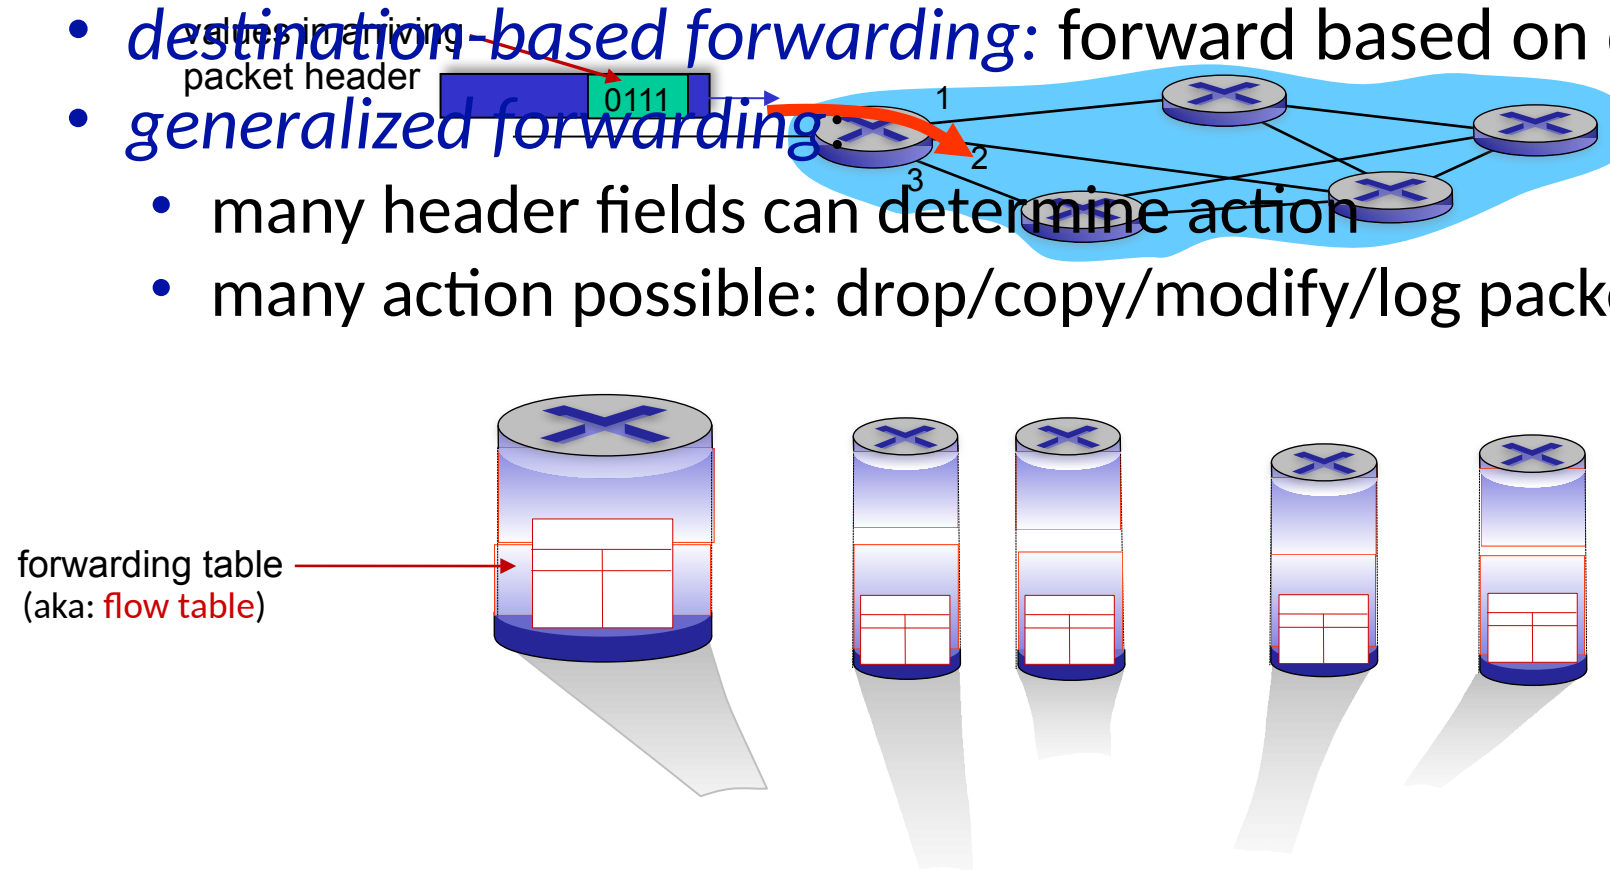 • destination-based forwarding: forward based on
values in arriving
packet header
0111
• generalized forwarding:
1
2
3
• many header fields can determine action
• many action possible: drop/copy/modify/log
forwarding table
(aka: flow table)